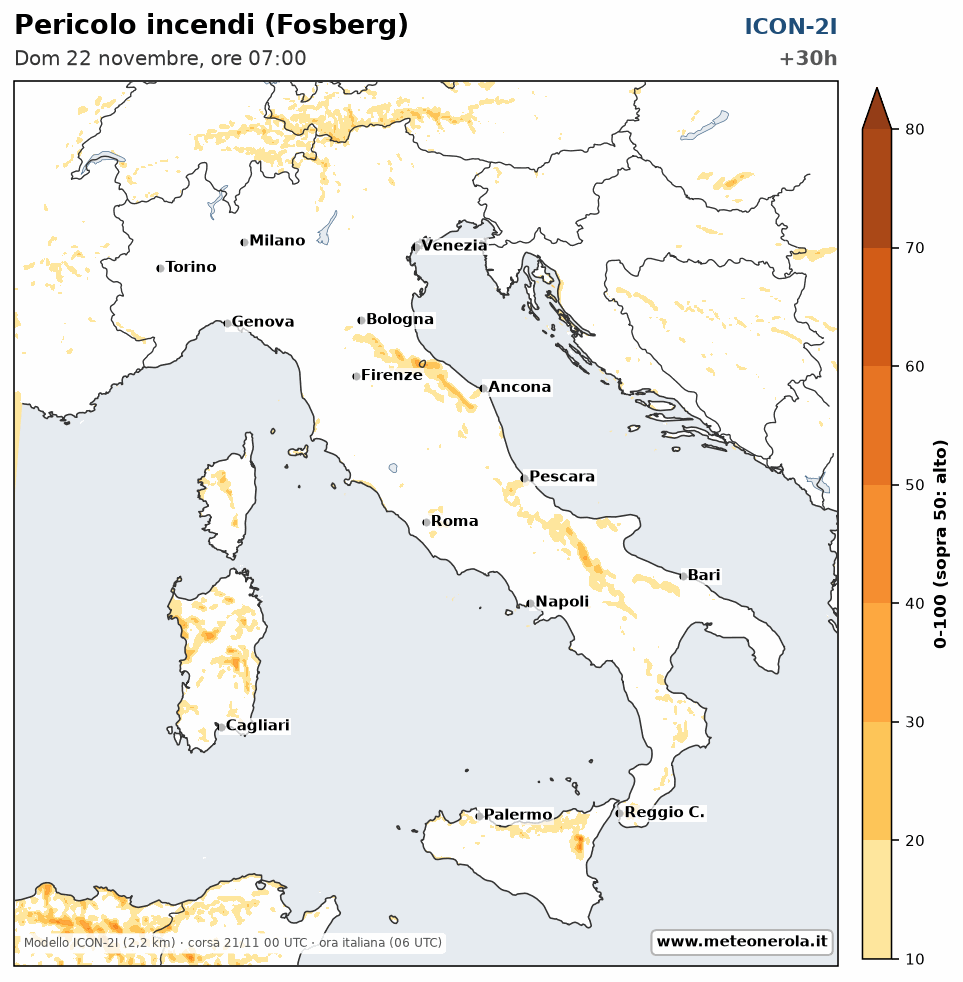 Pericolo incendi (Fosberg)
ICON-2I
Dom 22 novembre, ore 07:00
+30h
Milano
Venezia
Torino
Genova
Bologna
Firenze
Ancona
Pescara
Roma
Bari
Napoli
Cagliari
Palermo
Reggio C.
80
70
60
50
40
30
20
10
0-100 (sopra 50: alto)
Modello ICON-2I (2,2 km) · corsa 21/11 00 UTC · ora italiana (06 UTC)
www.meteonerola.it